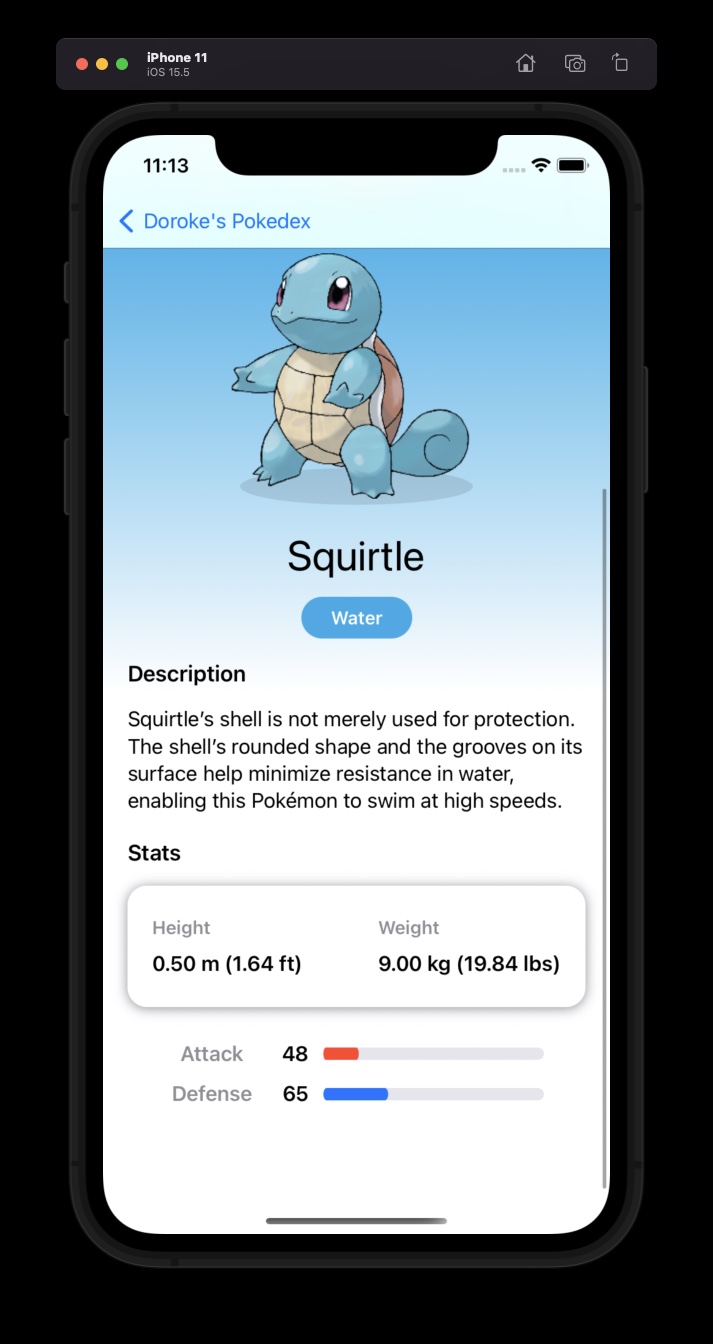 iPhone 11
iOS 15.5
11:13
Doroke's Pokedex
Squirtle
Water
Description
Squirtle’s shell is not merely used for protection.
The shell’s rounded shape and the grooves on its
surface help minimize resistance in water,
enabling this Pokémon to swim at high speeds.
Stats
Height Weight
0.50 m (1.64 ft) 9.00 kg (19.84 lbs)
Attack 48
Defense 65